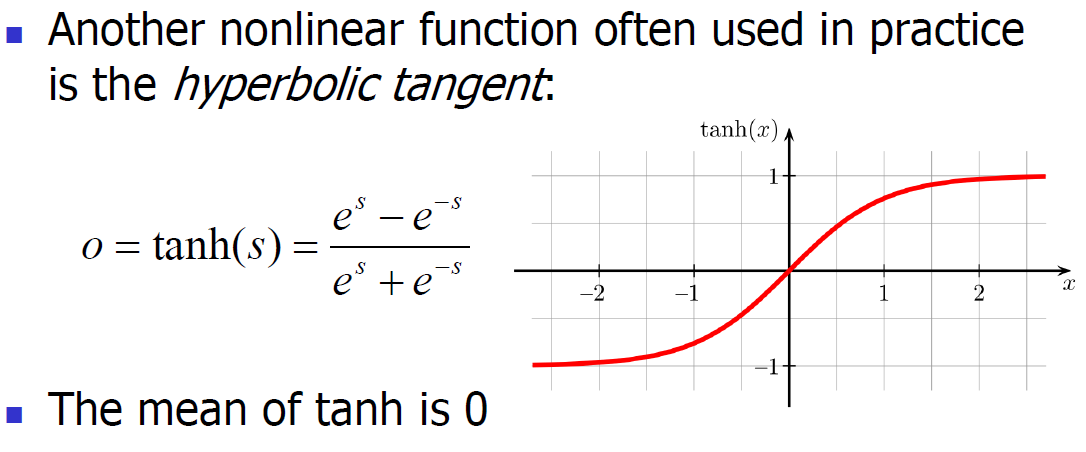 Another nonlinear function often used in practice
is the hyperbolic tangent:
tanh(x)
1
o = tanh(s) = (e^s − e^−s) / (e^s + e^−s)
−2 −1 1 2 x
−1
The mean of tanh is 0